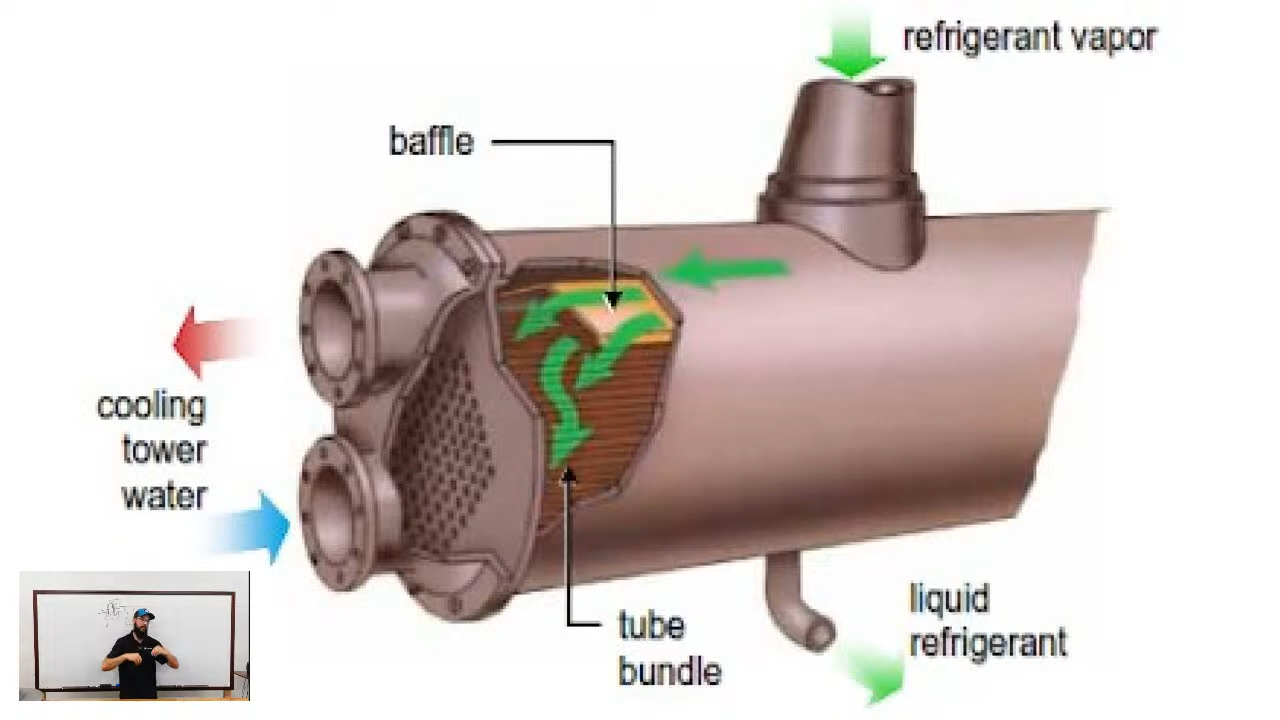 refrigerant vapor
baffle
cooling
tower
water
liquid
refrigerant
tube
bundle